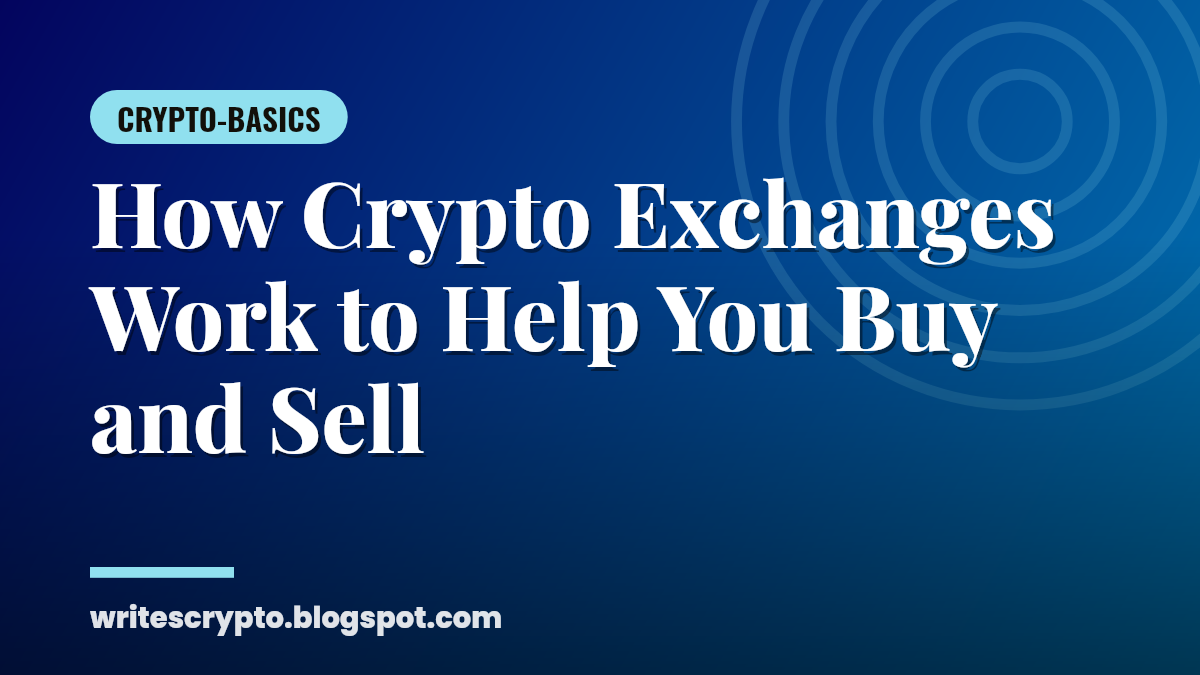 CRYPTO-BASICS
How Crypto Exchanges
Work to Help You Buy
and Sell
writescrypto.blogspot.com